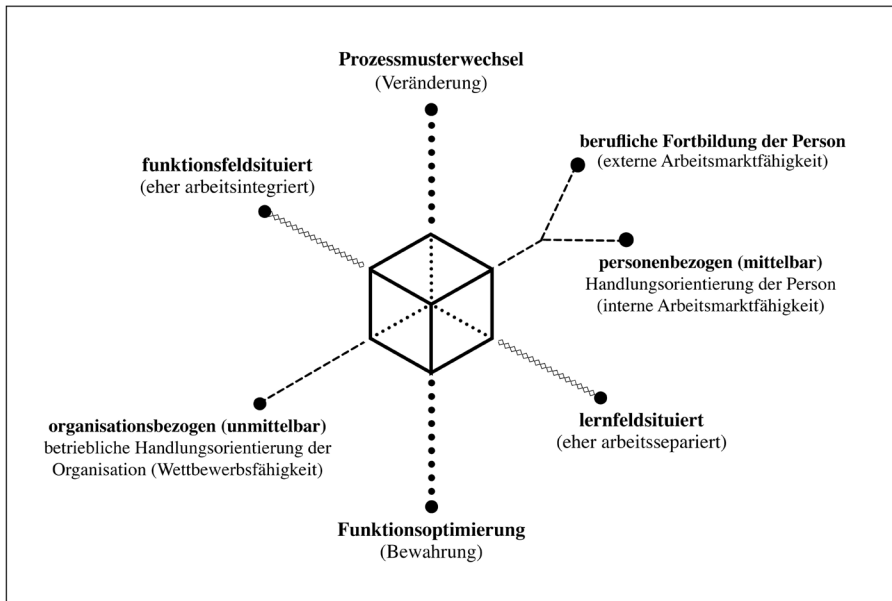 Prozessmusterwechsel
(Veränderung)
berufliche Fortbildung der Person
(externe Arbeitsmarktfähigkeit)
funktionsfeldsituiert
(eher arbeitsintegriert)
personenbezogen (mittelbar)
Handlungsorientierung der Person
(interne Arbeitsmarktfähigkeit)
organisationsbezogen (unmittelbar)
betriebliche Handlungsorientierung der
Organisation (Wettbewerbsfähigkeit)
lernfeldsituiert
(eher arbeitssepariert)
Funktionsoptimierung
(Bewahrung)